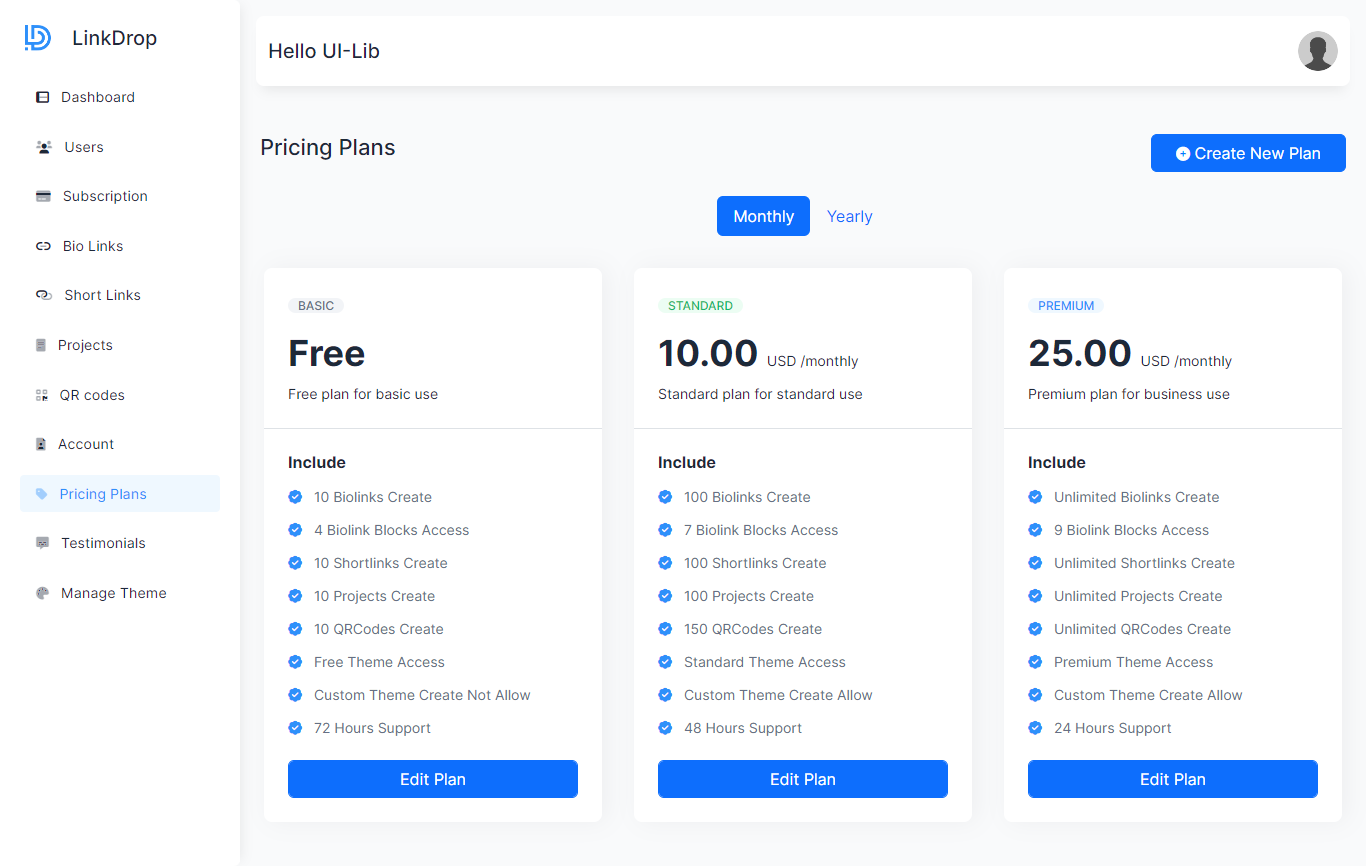 LinkDrop
Dashboard
Users
Subscription
Bio Links
Short Links
Projects
QR codes
Account
Pricing Plans
Testimonials
Manage Theme
Hello UI-Lib
Pricing Plans
Create New Plan
Monthly
Yearly
BASIC
Free
Free plan for basic use
Include
10 Biolinks Create
4 Biolink Blocks Access
10 Shortlinks Create
10 Projects Create
10 QRCodes Create
Free Theme Access
Custom Theme Create Not Allow
72 Hours Support
Edit Plan
STANDARD
10.00 USD /monthly
Standard plan for standard use
Include
100 Biolinks Create
7 Biolink Blocks Access
100 Shortlinks Create
100 Projects Create
150 QRCodes Create
Standard Theme Access
Custom Theme Create Allow
48 Hours Support
Edit Plan
PREMIUM
25.00 USD /monthly
Premium plan for business use
Include
Unlimited Biolinks Create
9 Biolink Blocks Access
Unlimited Shortlinks Create
Unlimited Projects Create
Unlimited QRCodes Create
Premium Theme Access
Custom Theme Create Allow
24 Hours Support
Edit Plan